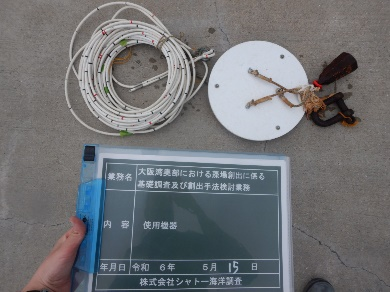 業務名 大阪湾奥部における藻場創出に係る
基礎調査及び創出手法検討業務
内容 使用機器
年月日 令和 6年 5月 15日
株式会社シャトー海洋調査